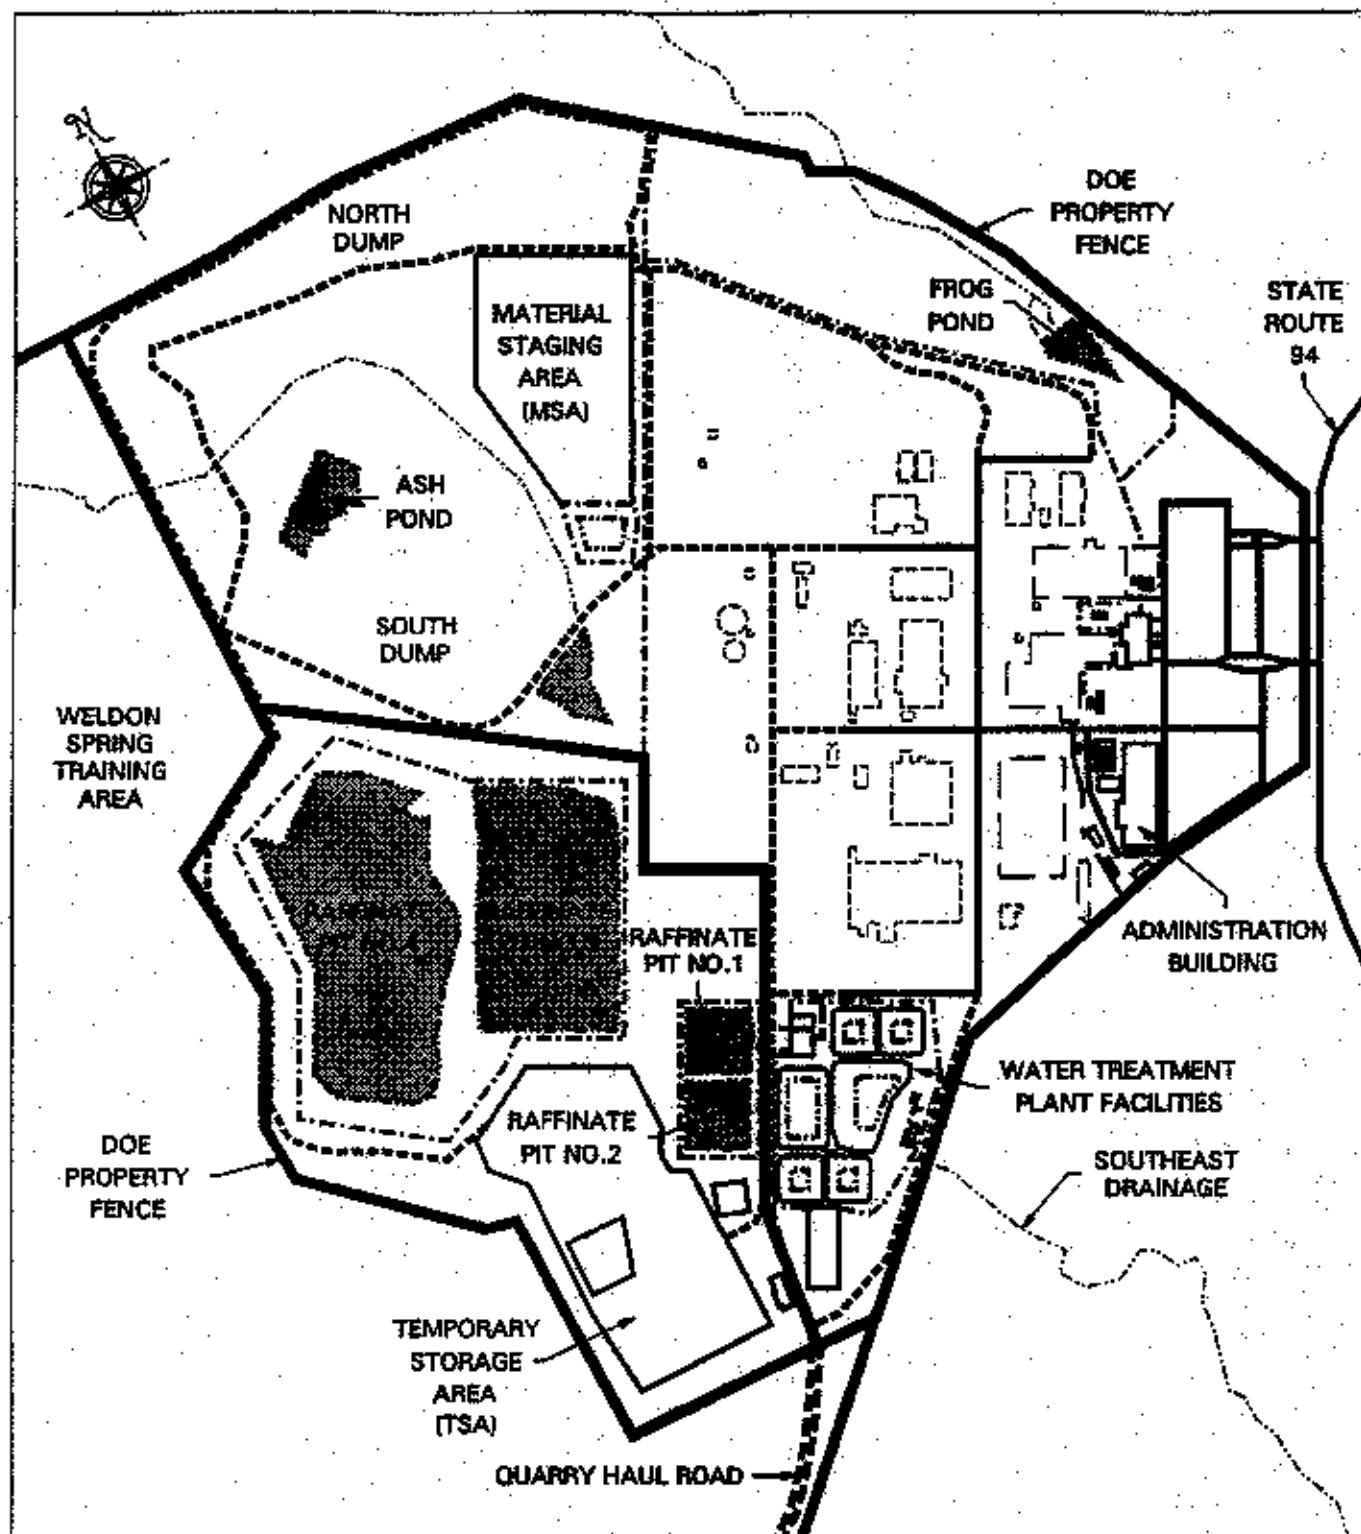 N
NORTH
DUMP
DOE
PROPERTY
FENCE
FROG
POND
STATE
ROUTE
94
MATERIAL
STAGING
AREA
(MSA)
ASH
POND
SOUTH
DUMP
WELDON
SPRING
TRAINING
AREA
RAFFINATE
PIT NO.1
ADMINISTRATION
BUILDING
WATER TREATMENT
PLANT FACILITIES
RAFFINATE
PIT NO.2
DOE
PROPERTY
FENCE
SOUTHEAST
DRAINAGE
TEMPORARY
STORAGE
AREA
(TSA)
QUARRY HAUL ROAD